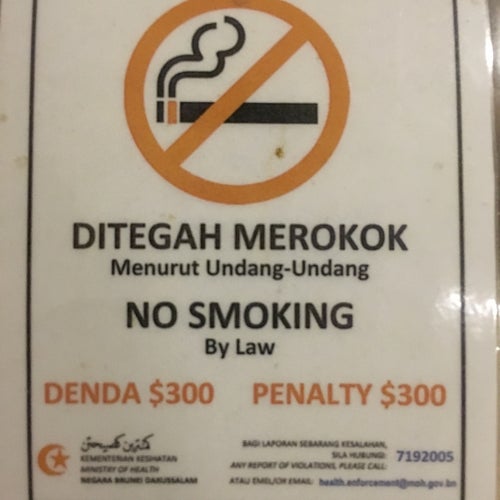 DITEGAH MEROKOK
Menurut Undang-Undang
NO SMOKING
By Law
DENDA $300 PENALTY $300
كمنترين كصيحتن
KEMENTERIAN KESIHATAN
MINISTRY OF HEALTH
NEGARA BRUNEI DARUSSALAM
BAGI LAPORAN SEBARANG KESALAHAN,
SILA HUBUNGI: 7192005
ANY REPORT OF VIOLATIONS, PLEASE CALL:
ATAU EMEL/OR EMAIL: health.enforcement@moh.gov.bn